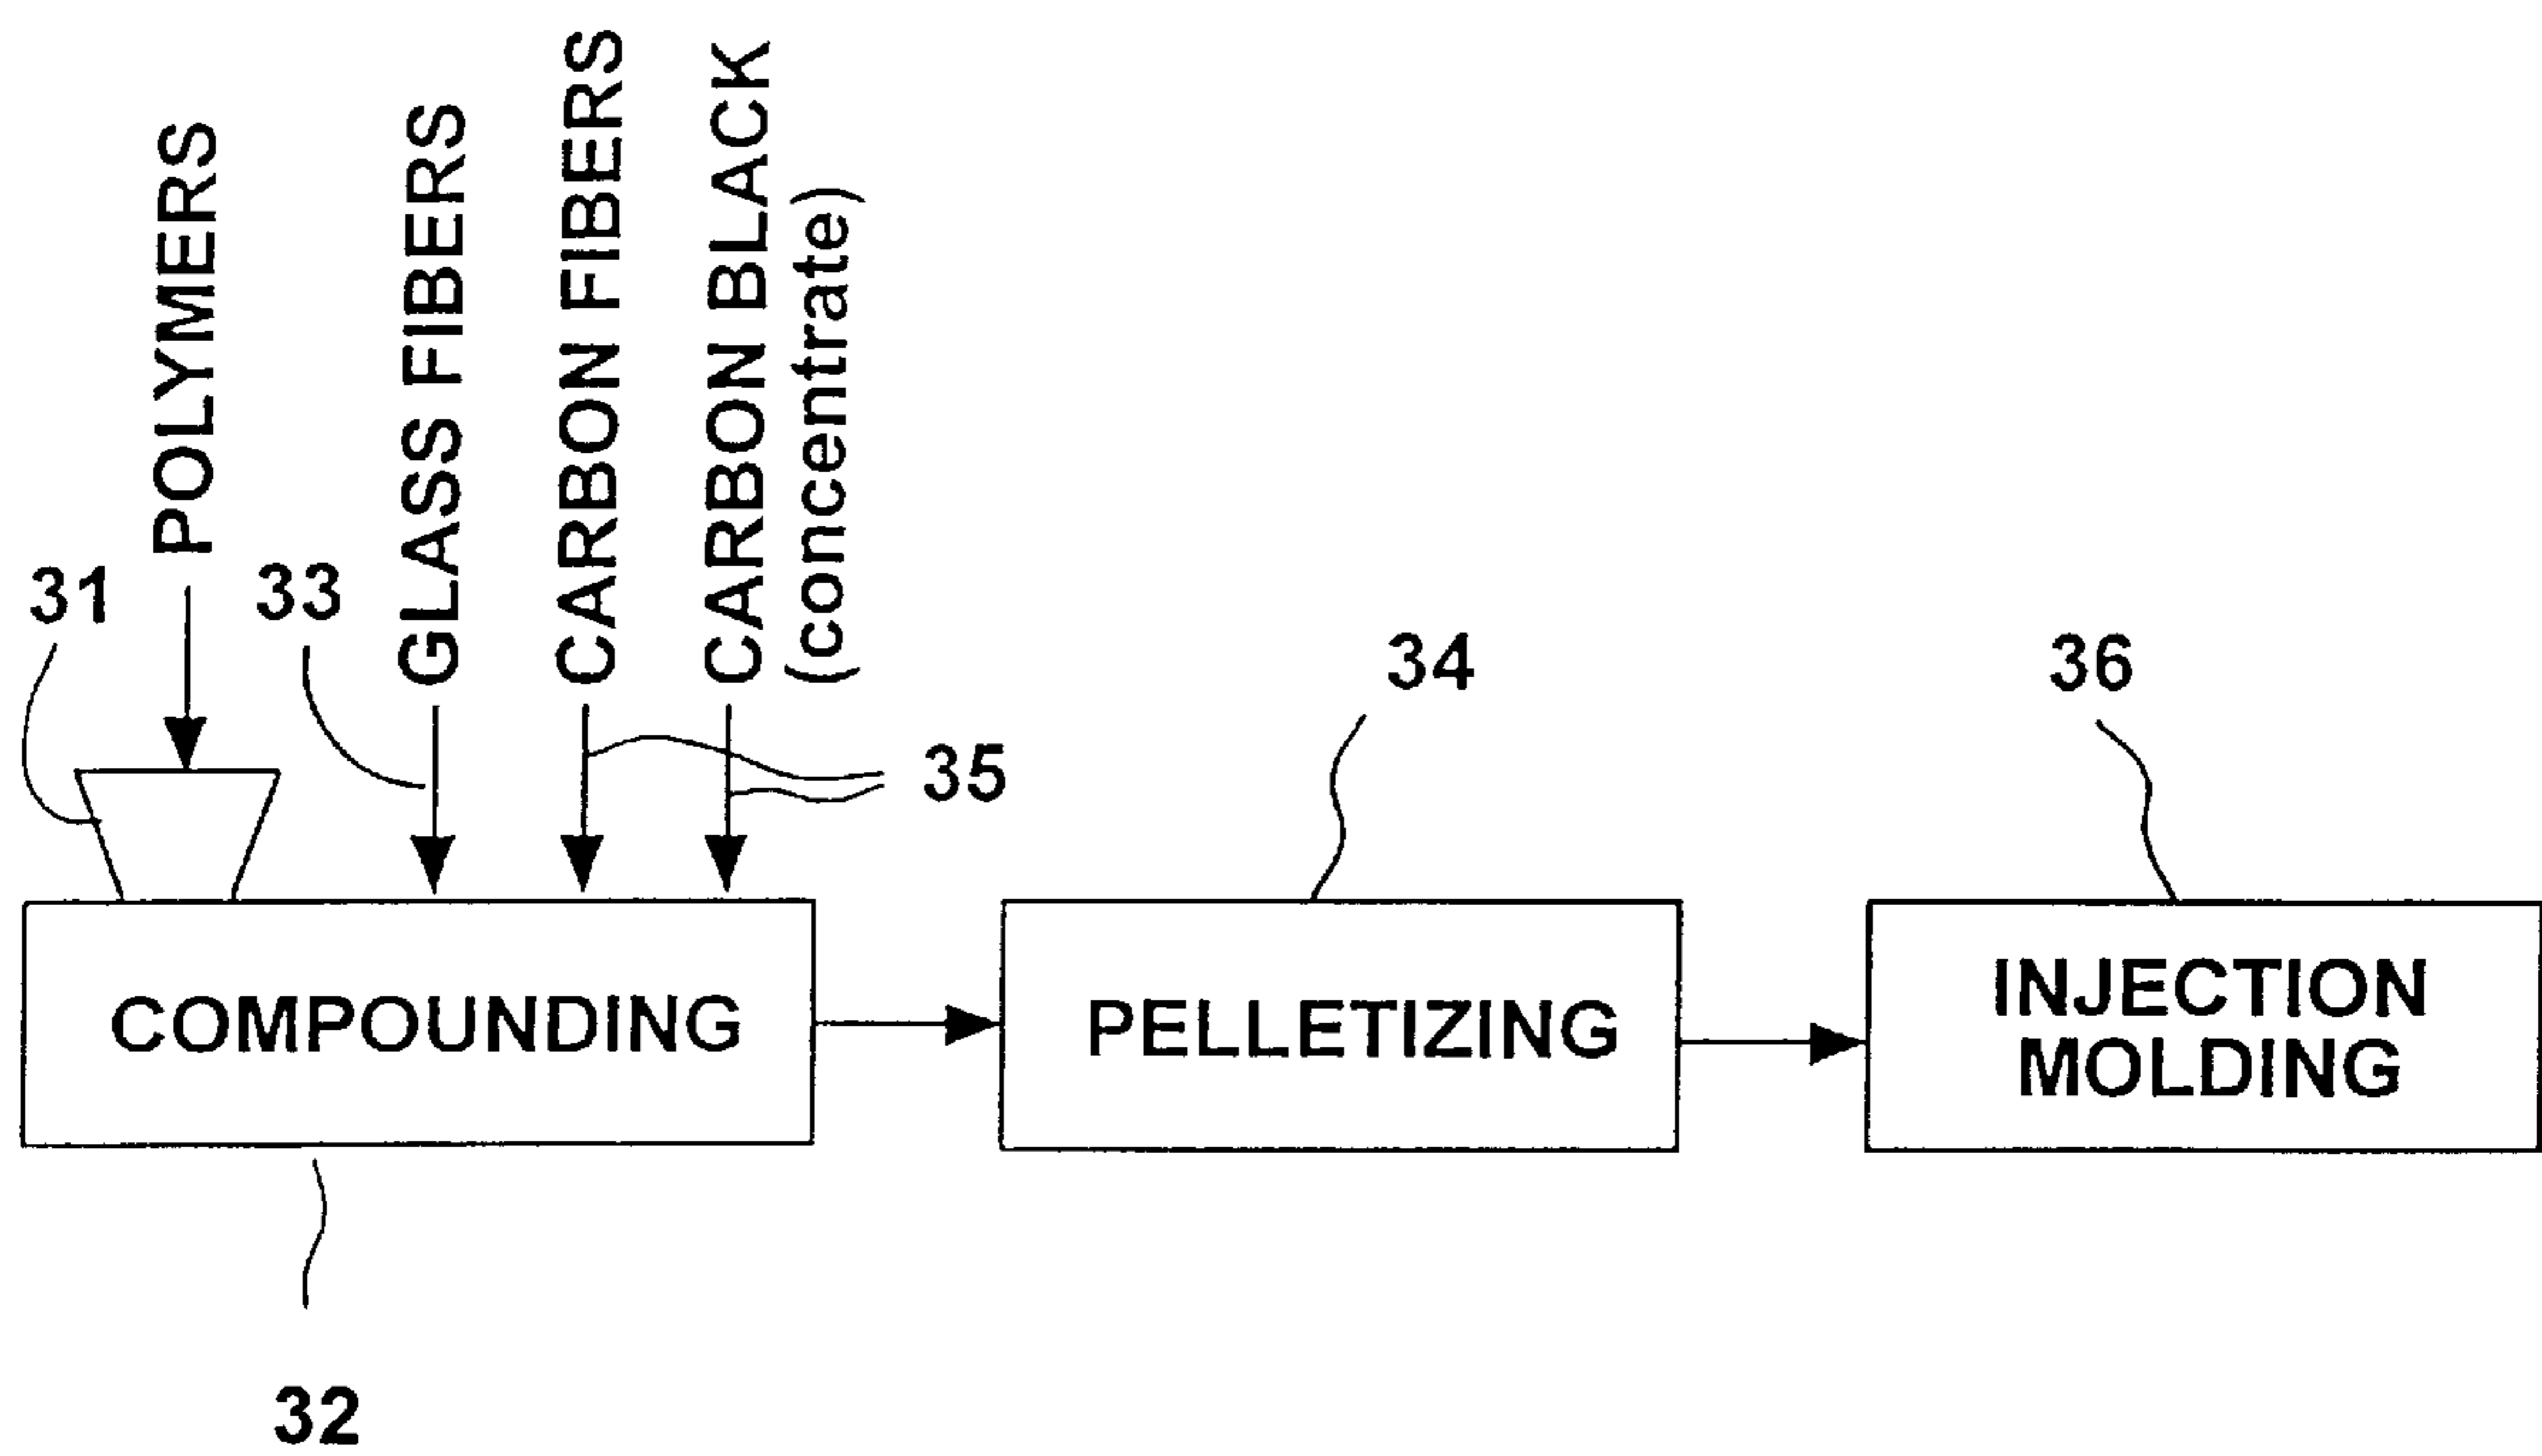 POLYMERS
GLASS FIBERS
CARBON FIBERS
CARBON BLACK
(concentrate)
31
33
35
34
36
COMPOUNDING
PELLETIZING
INJECTION
MOLDING
32